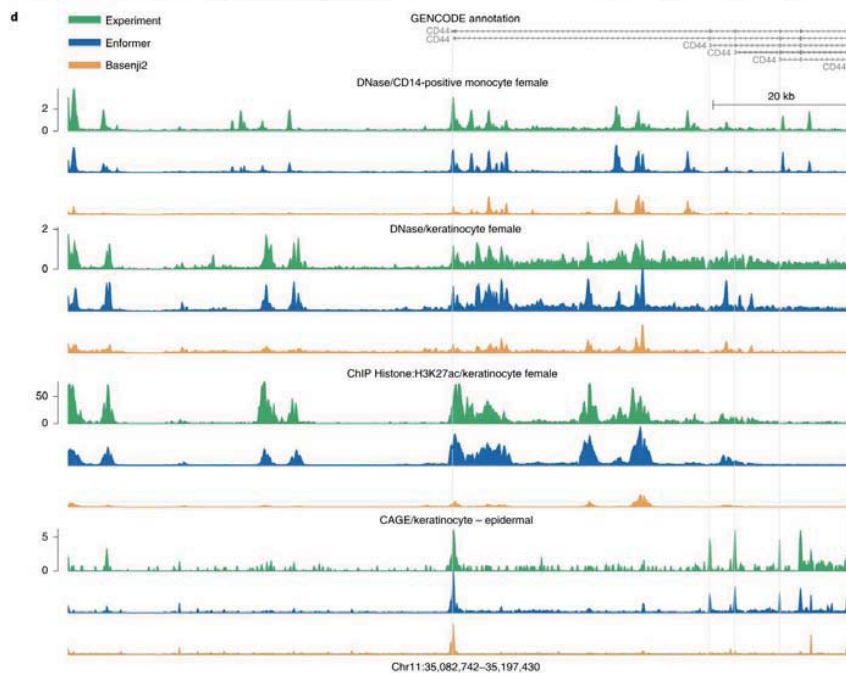 d
Experiment
Enformer
Basenji2
GENCODE annotation
CD44
CD44
CD44
CD44
CD44
CD44
DNase/CD14-positive monocyte female
20 kb
2
0
DNase/keratinocyte female
2
0
ChIP Histone:H3K27ac/keratinocyte female
50
0
CAGE/keratinocyte – epidermal
5
0
Chr11:35,082,742–35,197,430